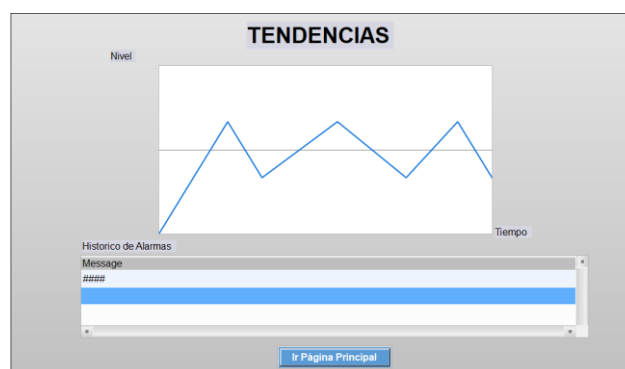 TENDENCIAS
Nivel
Tiempo
Historico de Alarmas
Message
####
Ir Página Principal